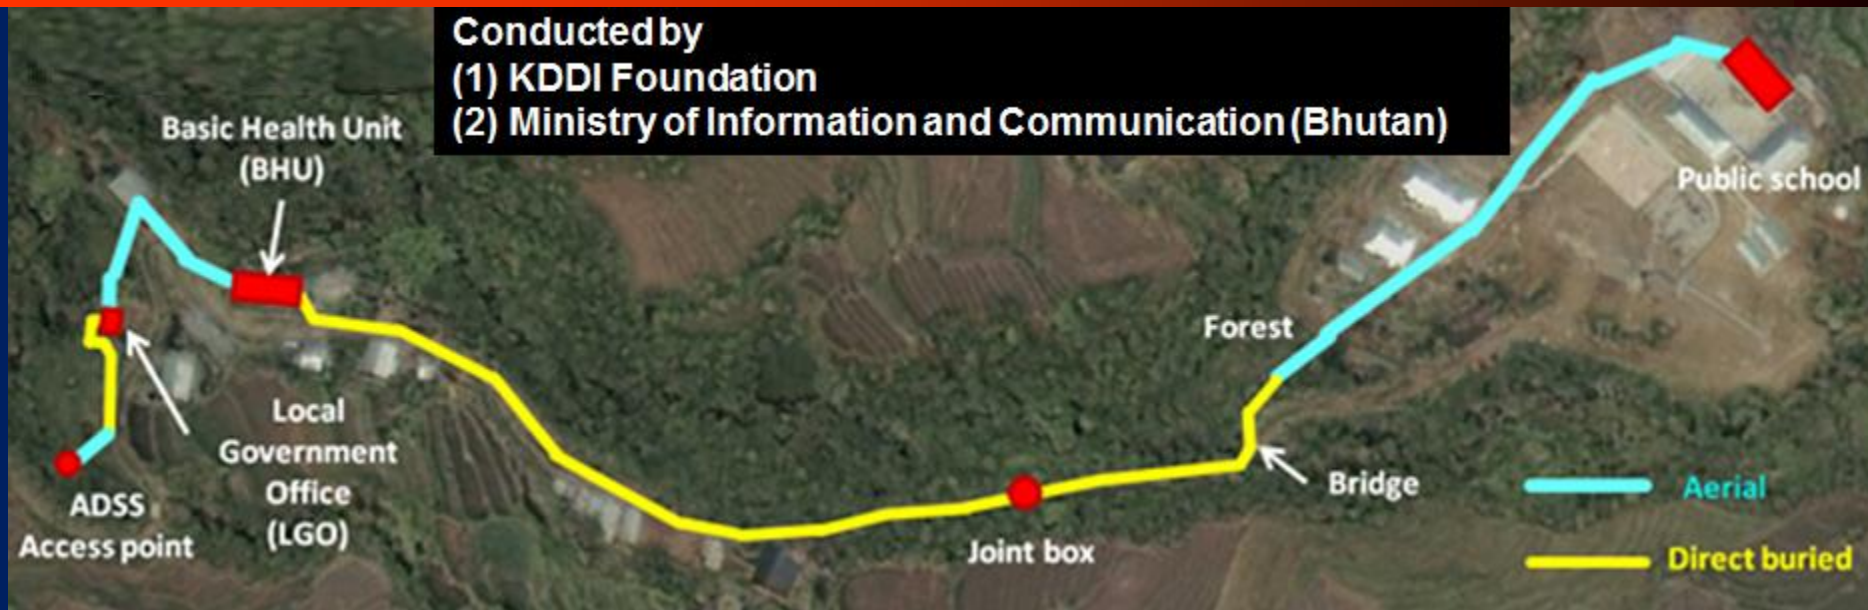 Conducted by
(1) KDDI Foundation
(2) Ministry of Information and Communication (Bhutan)
Basic Health Unit
(BHU)
Public school
Forest
Local
Government
Office
(LGO)
ADSS
Access point
Joint box
Bridge
Aerial
Direct buried